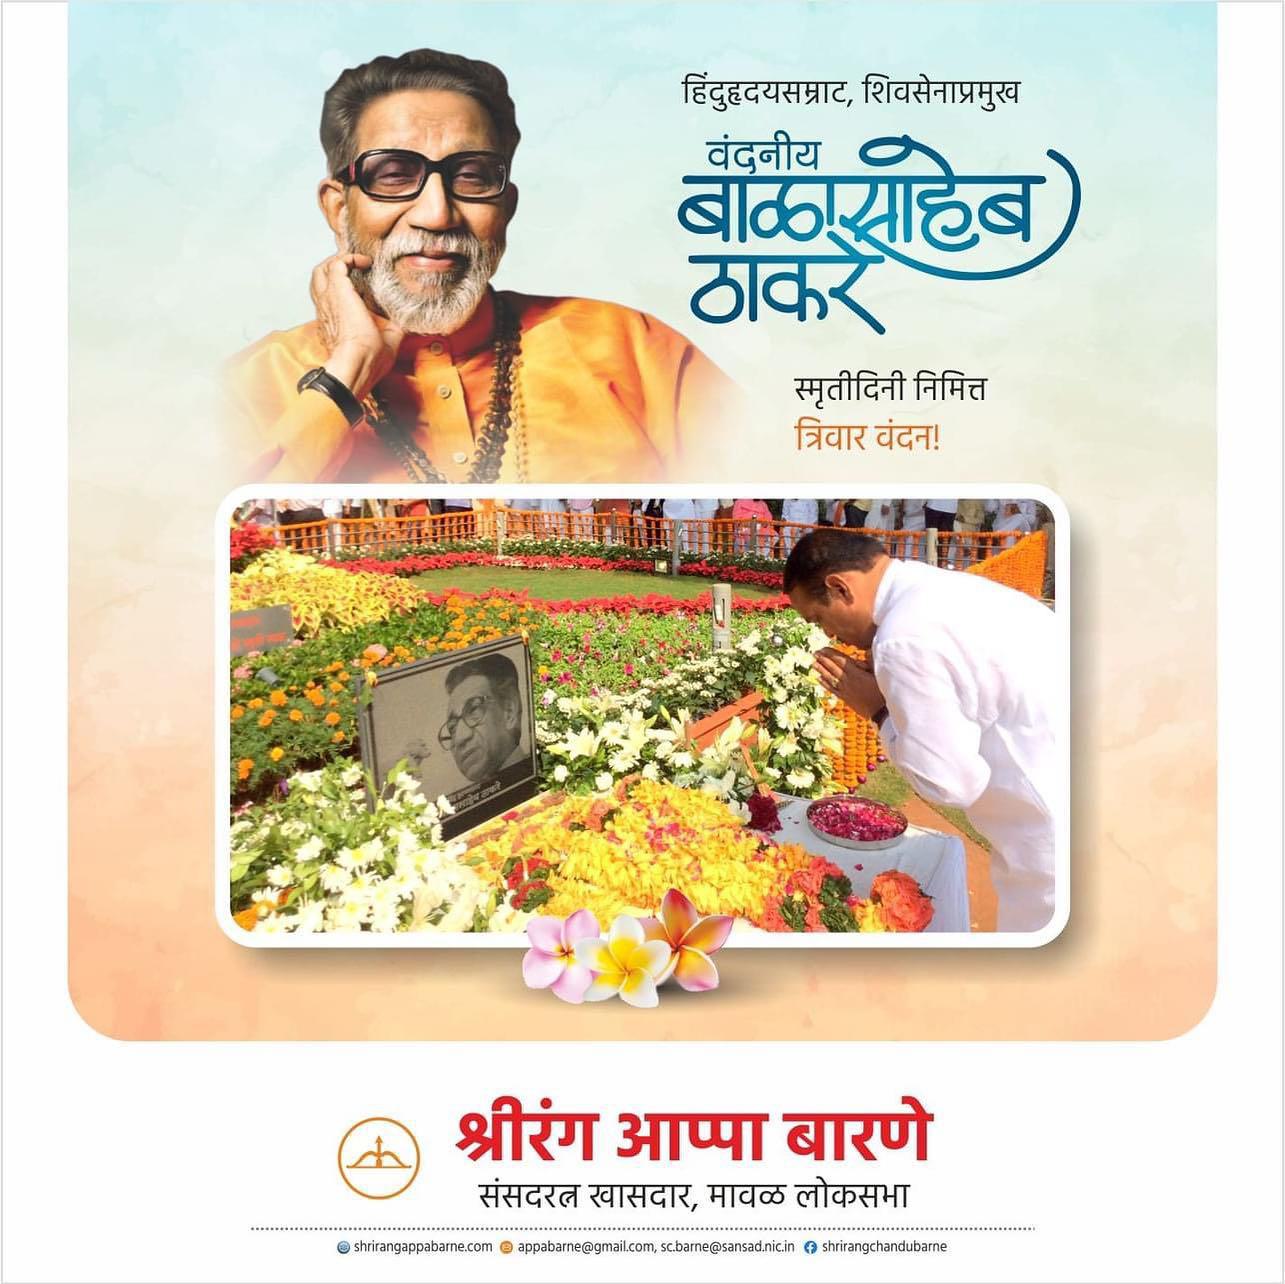 हिंदुहृदयसम्राट, शिवसेनाप्रमुख
वंदनीय
बाळासाहेब
ठाकरे
स्मृतीदिनी निमित्त
त्रिवार वंदन!
श्रीरंग आप्पा बारणे
संसदरत्न खासदार, मावळ लोकसभा
shrirangappabarne.com appabarne@gmail.com, sc.barne@sansad.nic.in shrirangchandubarne